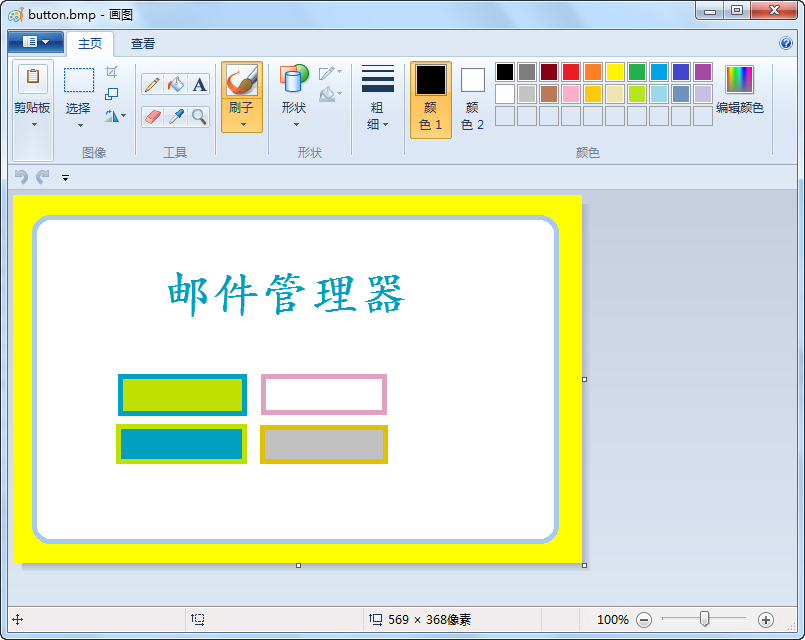 button.bmp - 画图
主页 查看
剪贴板
选择
刷子
形状
粗
细
颜
色 1
颜
色 2
编辑颜色
图像 工具 形状 颜色
邮件管理器
569 × 368像素 100%